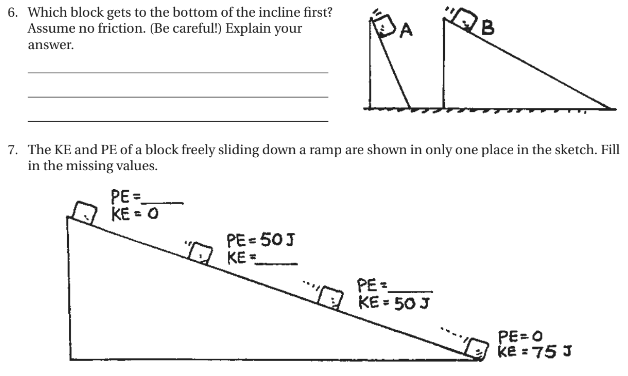 6. Which block gets to the bottom of the incline first?
Assume no friction. (Be careful!) Explain your
answer.
A
B
7. The KE and PE of a block freely sliding down a ramp are shown in only one place in the sketch. Fill
in the missing values.
PE=____
KE = 0
PE=50 J
KE=____
PE=____
KE=50 J
PE=0
KE=75 J